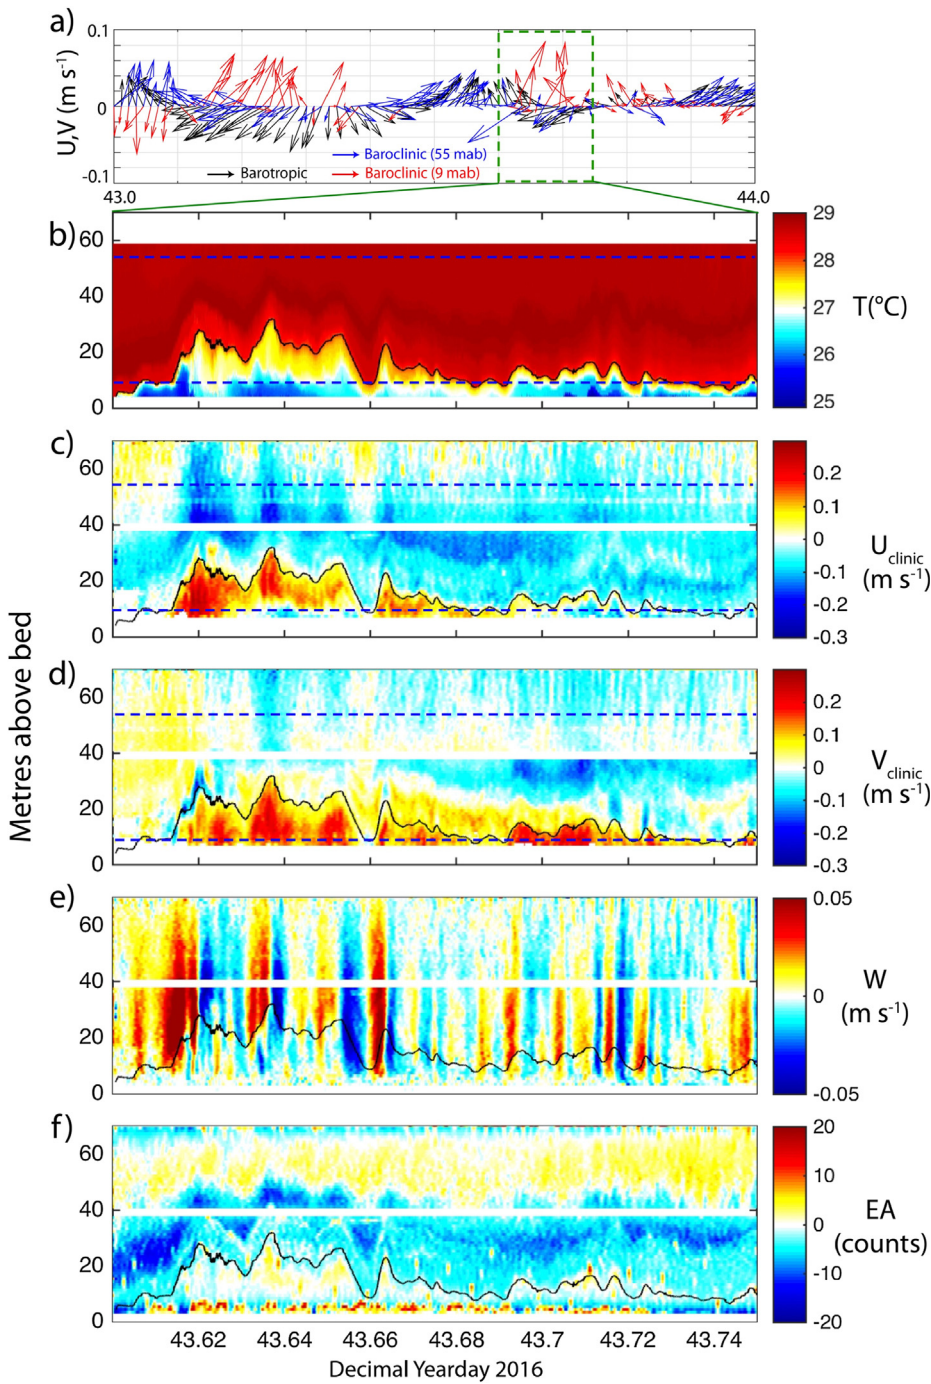 a)
0.1
0
-0.1
U,V (m s-1)
Baroclinic (55 mab)
Barotropic
Baroclinic (9 mab)
43.0
44.0
b)
60
40
20
0
29
28
27
26
25
T(°C)
c)
60
40
20
0
0.2
0.1
0
-0.1
-0.2
-0.3
Uclinic
(m s-1)
Metres above bed
d)
60
40
20
0
0.2
0.1
0
-0.1
-0.2
-0.3
Vclinic
(m s-1)
e)
60
40
20
0
0.05
0
-0.05
W
(m s-1)
f)
60
40
20
0
20
10
0
-10
-20
EA
(counts)
43.62
43.64
43.66
43.68
43.7
43.72
43.74
Decimal Yearday 2016